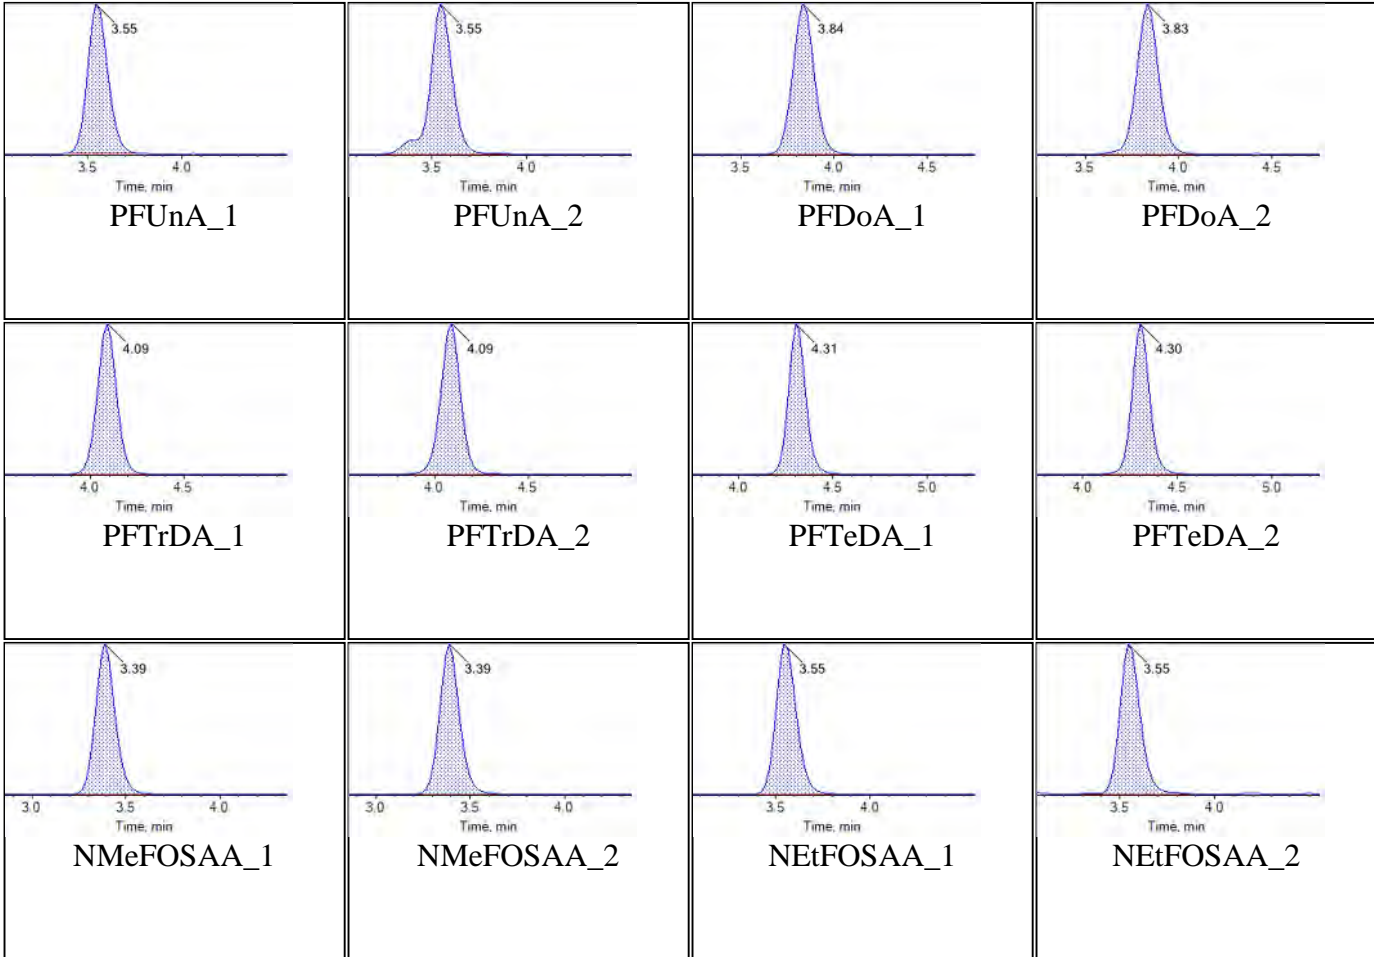 3.55
3.5 4.0
Time, min
PFUnA_1
3.55
3.5 4.0
Time, min
PFUnA_2
3.84
3.5 4.0 4.5
Time, min
PFDoA_1
3.83
3.5 4.0 4.5
Time, min
PFDoA_2
4.09
4.0 4.5
Time, min
PFTrDA_1
4.09
4.0 4.5
Time, min
PFTrDA_2
4.31
4.0 4.5 5.0
Time, min
PFTeDA_1
4.30
4.0 4.5 5.0
Time, min
PFTeDA_2
3.39
3.0 3.5 4.0
Time, min
NMeFOSAA_1
3.39
3.0 3.5 4.0
Time, min
NMeFOSAA_2
3.55
3.5 4.0
Time, min
NEtFOSAA_1
3.55
3.5 4.0
Time, min
NEtFOSAA_2